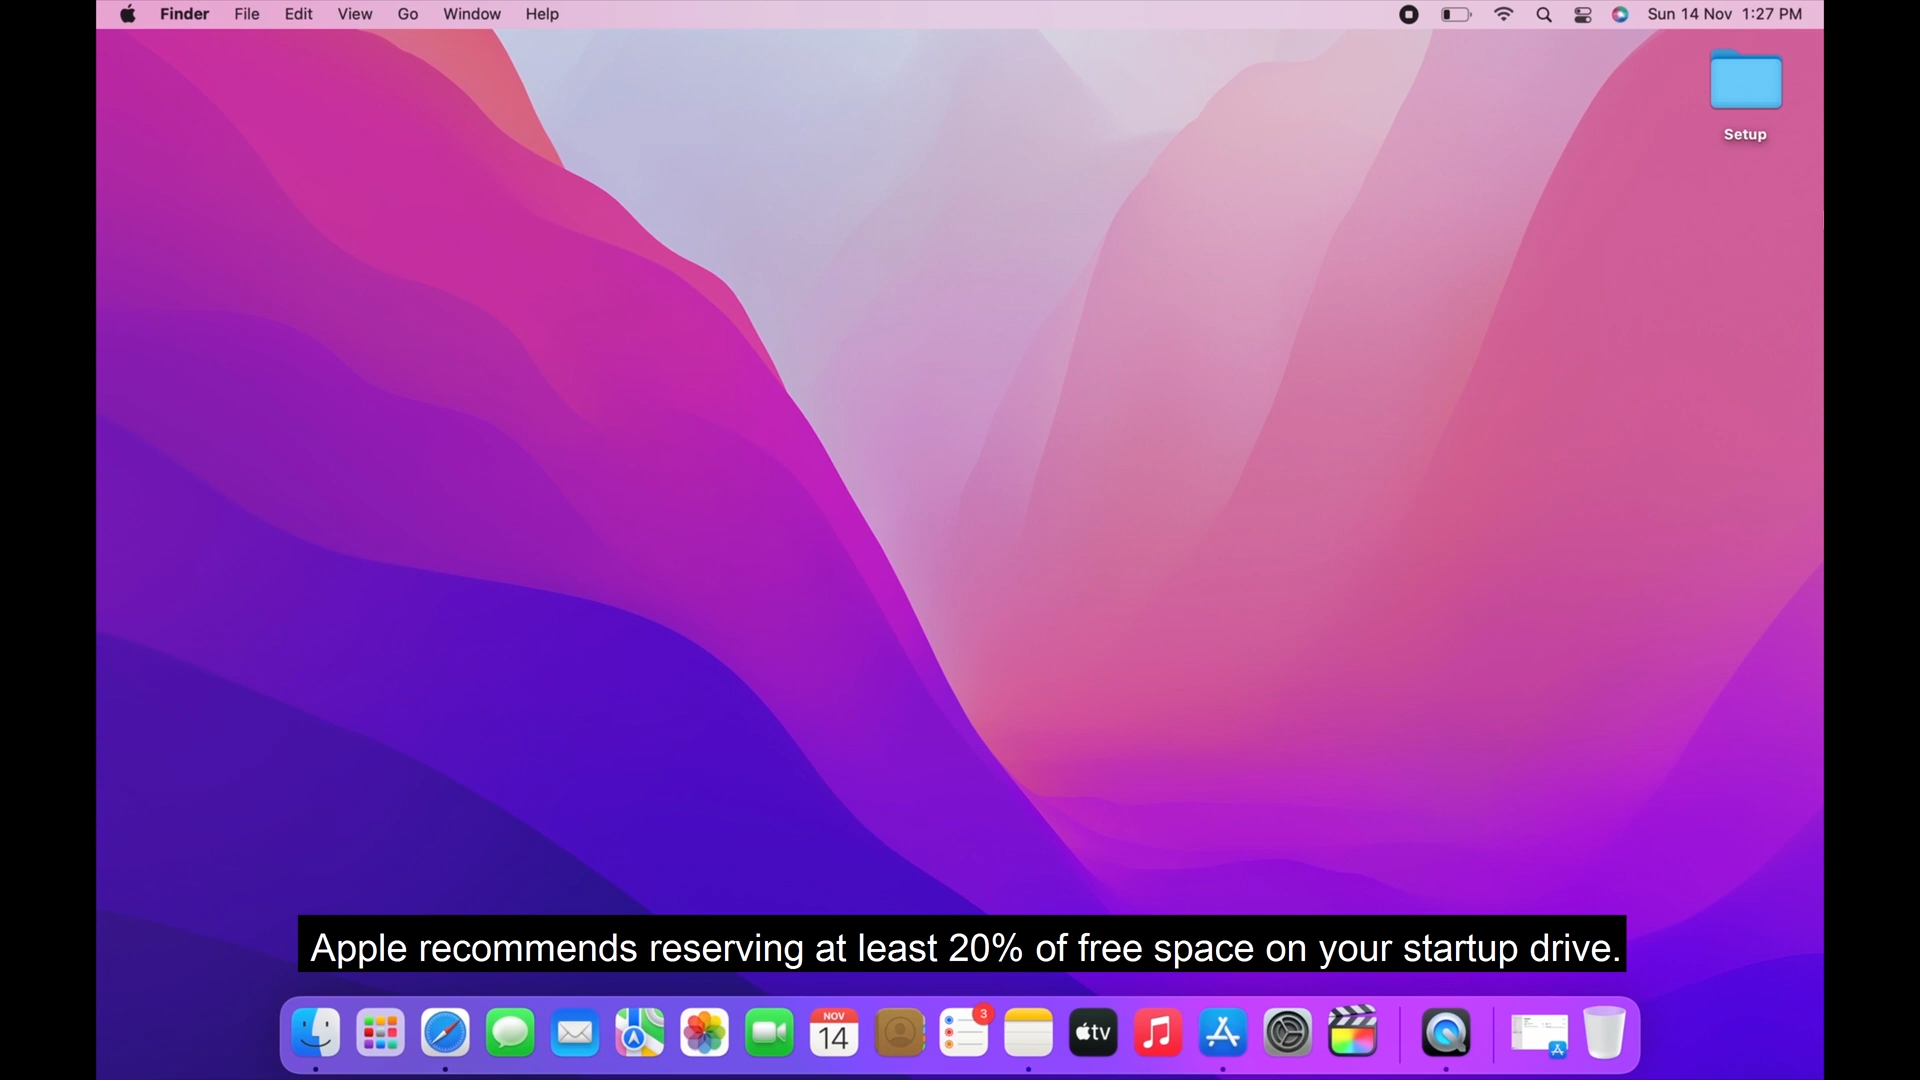 Finder File Edit View Go Window Help Sun 14 Nov 1:27 PM
Setup
Apple recommends reserving at least 20% of free space on your startup drive.
NOV
14
3
tv